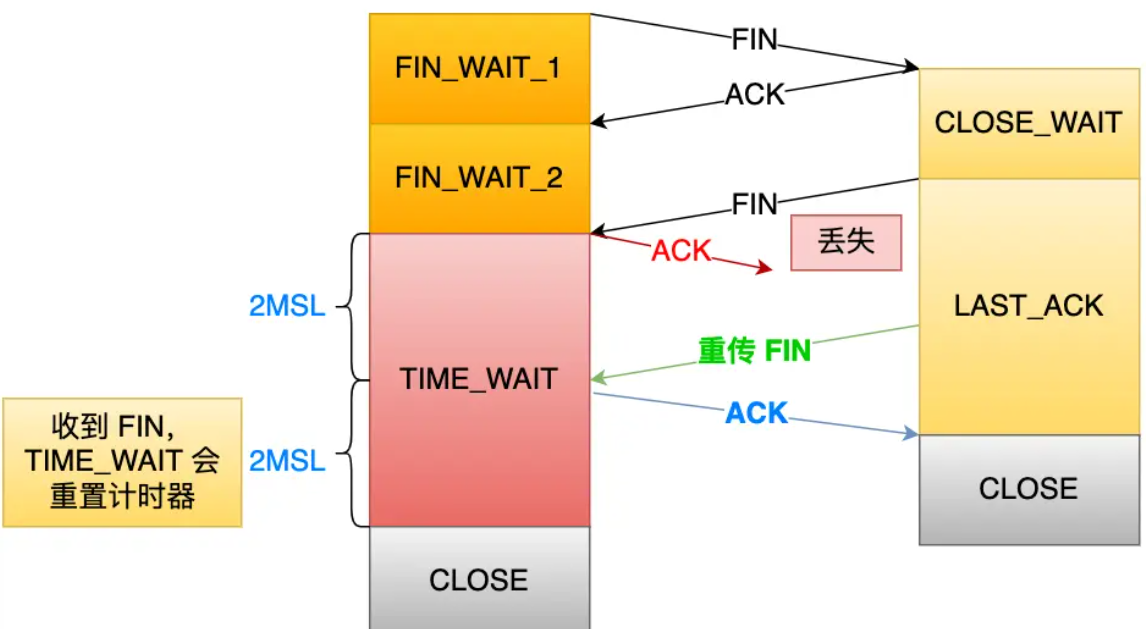 FIN_WAIT_1
FIN
ACK
CLOSE_WAIT
FIN_WAIT_2
FIN
ACK
丢失
2MSL
LAST_ACK
重传 FIN
TIME_WAIT
ACK
收到 FIN，
TIME_WAIT 会
重置计时器
2MSL
CLOSE
CLOSE